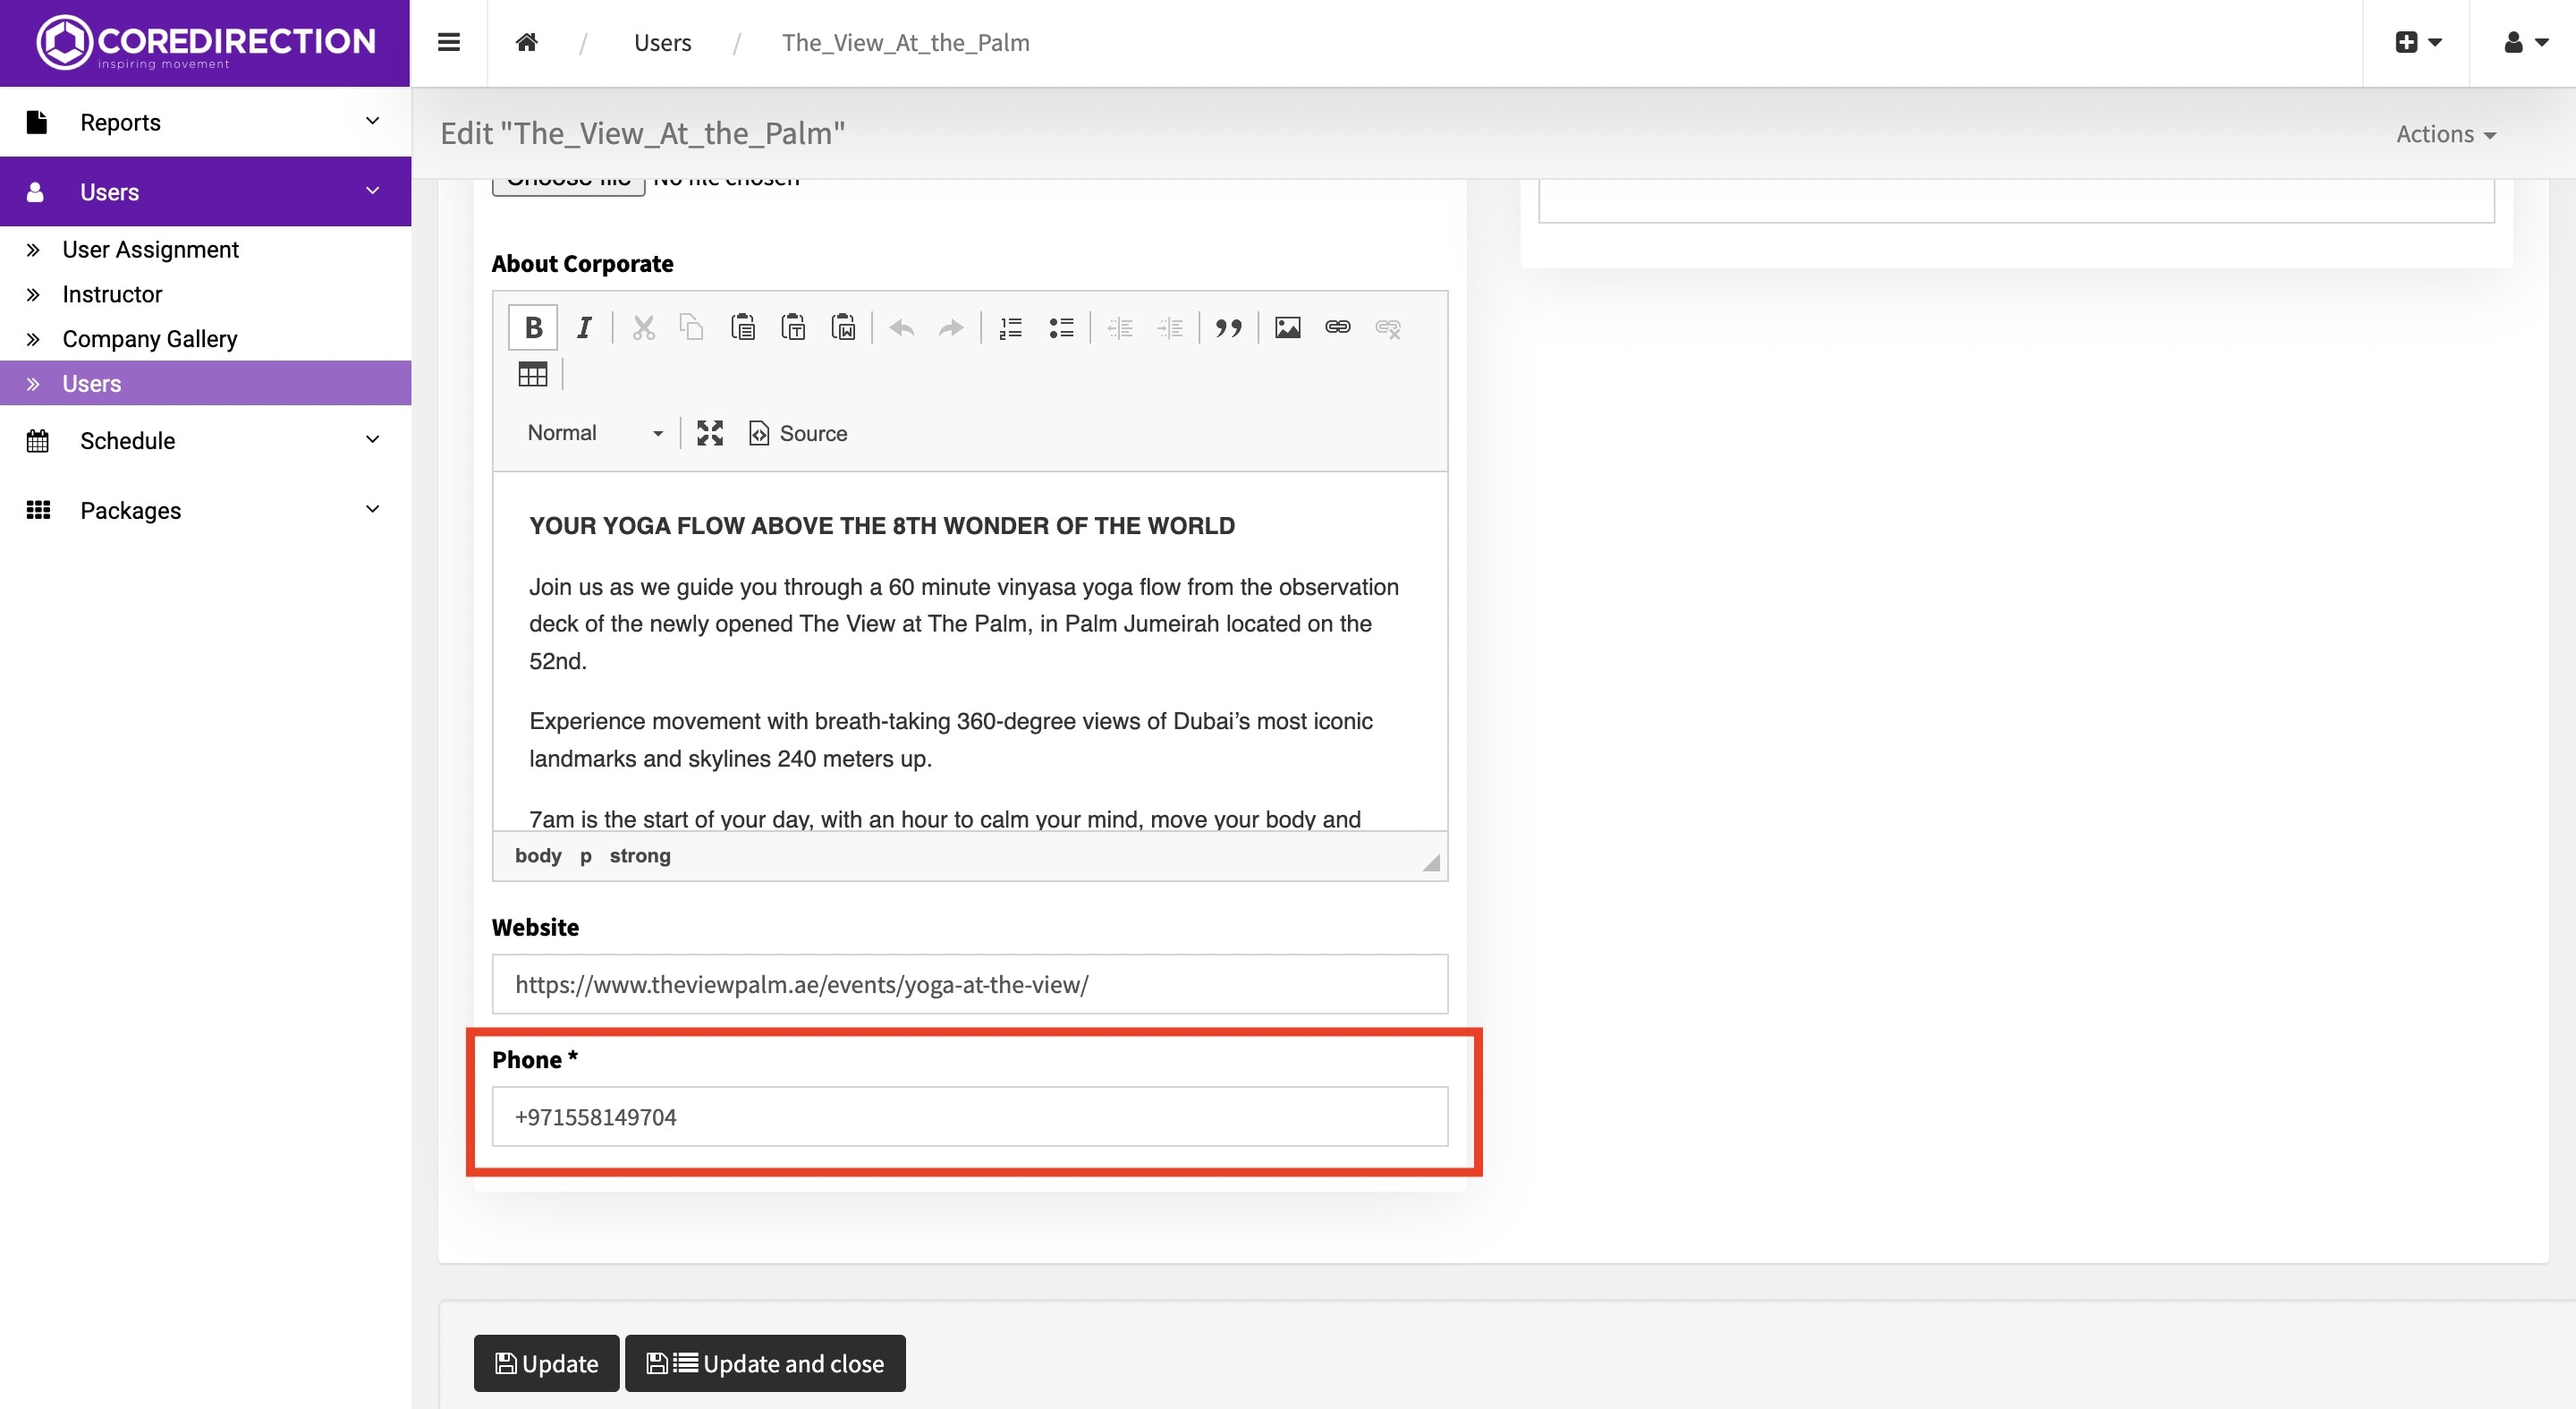 COREDIRECTION
inspiring movement
/ Users / The_View_At_the_Palm
Reports
Users
User Assignment
Instructor
Company Gallery
Users
Schedule
Packages
Edit "The_View_At_the_Palm"
Actions
Choose file No file chosen
About Corporate
B I
Normal
Source
YOUR YOGA FLOW ABOVE THE 8TH WONDER OF THE WORLD
Join us as we guide you through a 60 minute vinyasa yoga flow from the observation
deck of the newly opened The View at The Palm, in Palm Jumeirah located on the
52nd.
Experience movement with breath-taking 360-degree views of Dubai’s most iconic
landmarks and skylines 240 meters up.
7am is the start of your day, with an hour to calm your mind, move your body and
body p strong
Website
https://www.theviewpalm.ae/events/yoga-at-the-view/
Phone *
+971558149704
Update
Update and close